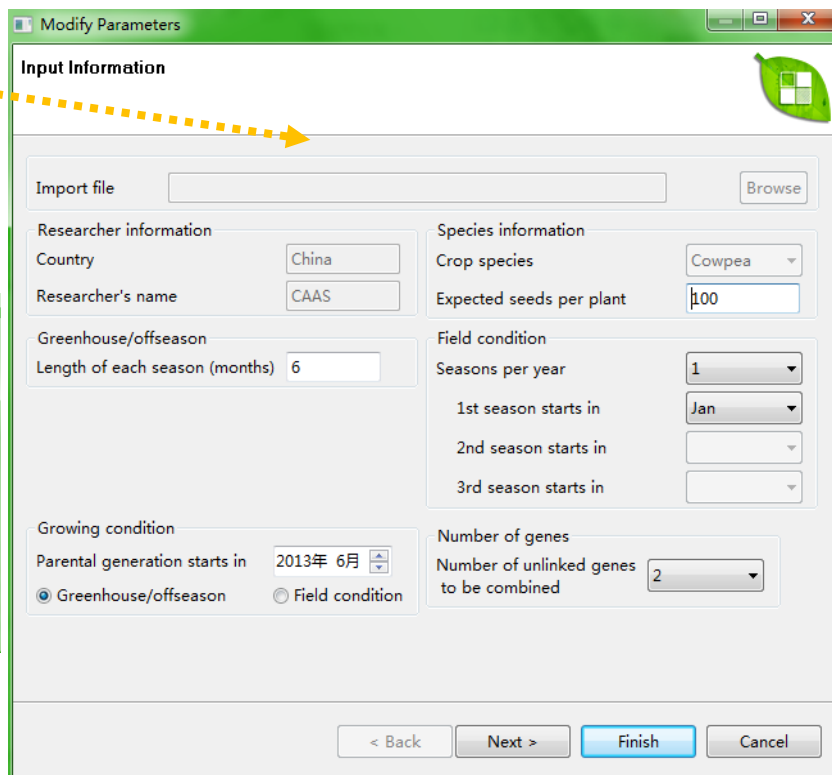 Modify Parameters
Input Information
Import file
Browse
Researcher information
Country China
Researcher's name CAAS
Species information
Crop species Cowpea
Expected seeds per plant 100
Greenhouse/offseason
Length of each season (months) 6
Field condition
Seasons per year 1
1st season starts in Jan
2nd season starts in
3rd season starts in
Growing condition
Parental generation starts in 2013年 6月
Greenhouse/offseason Field condition
Number of genes
Number of unlinked genes
to be combined 2
< Back Next > Finish Cancel